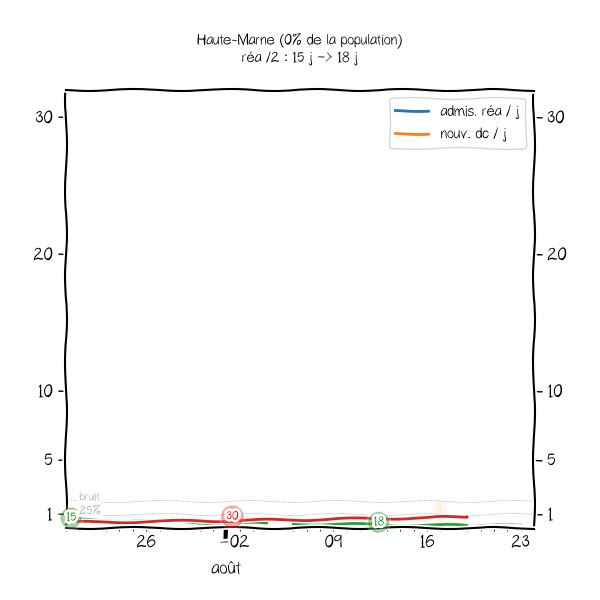 Haute-Marne (0% de la population)
réa /2 : 15 j -> 18 j
admis. réa / j
nouv. dc / j
30 30
20 20
10 10
5 5
bruit
25%
1 1
15 30 18
26 02 09 16 23
août